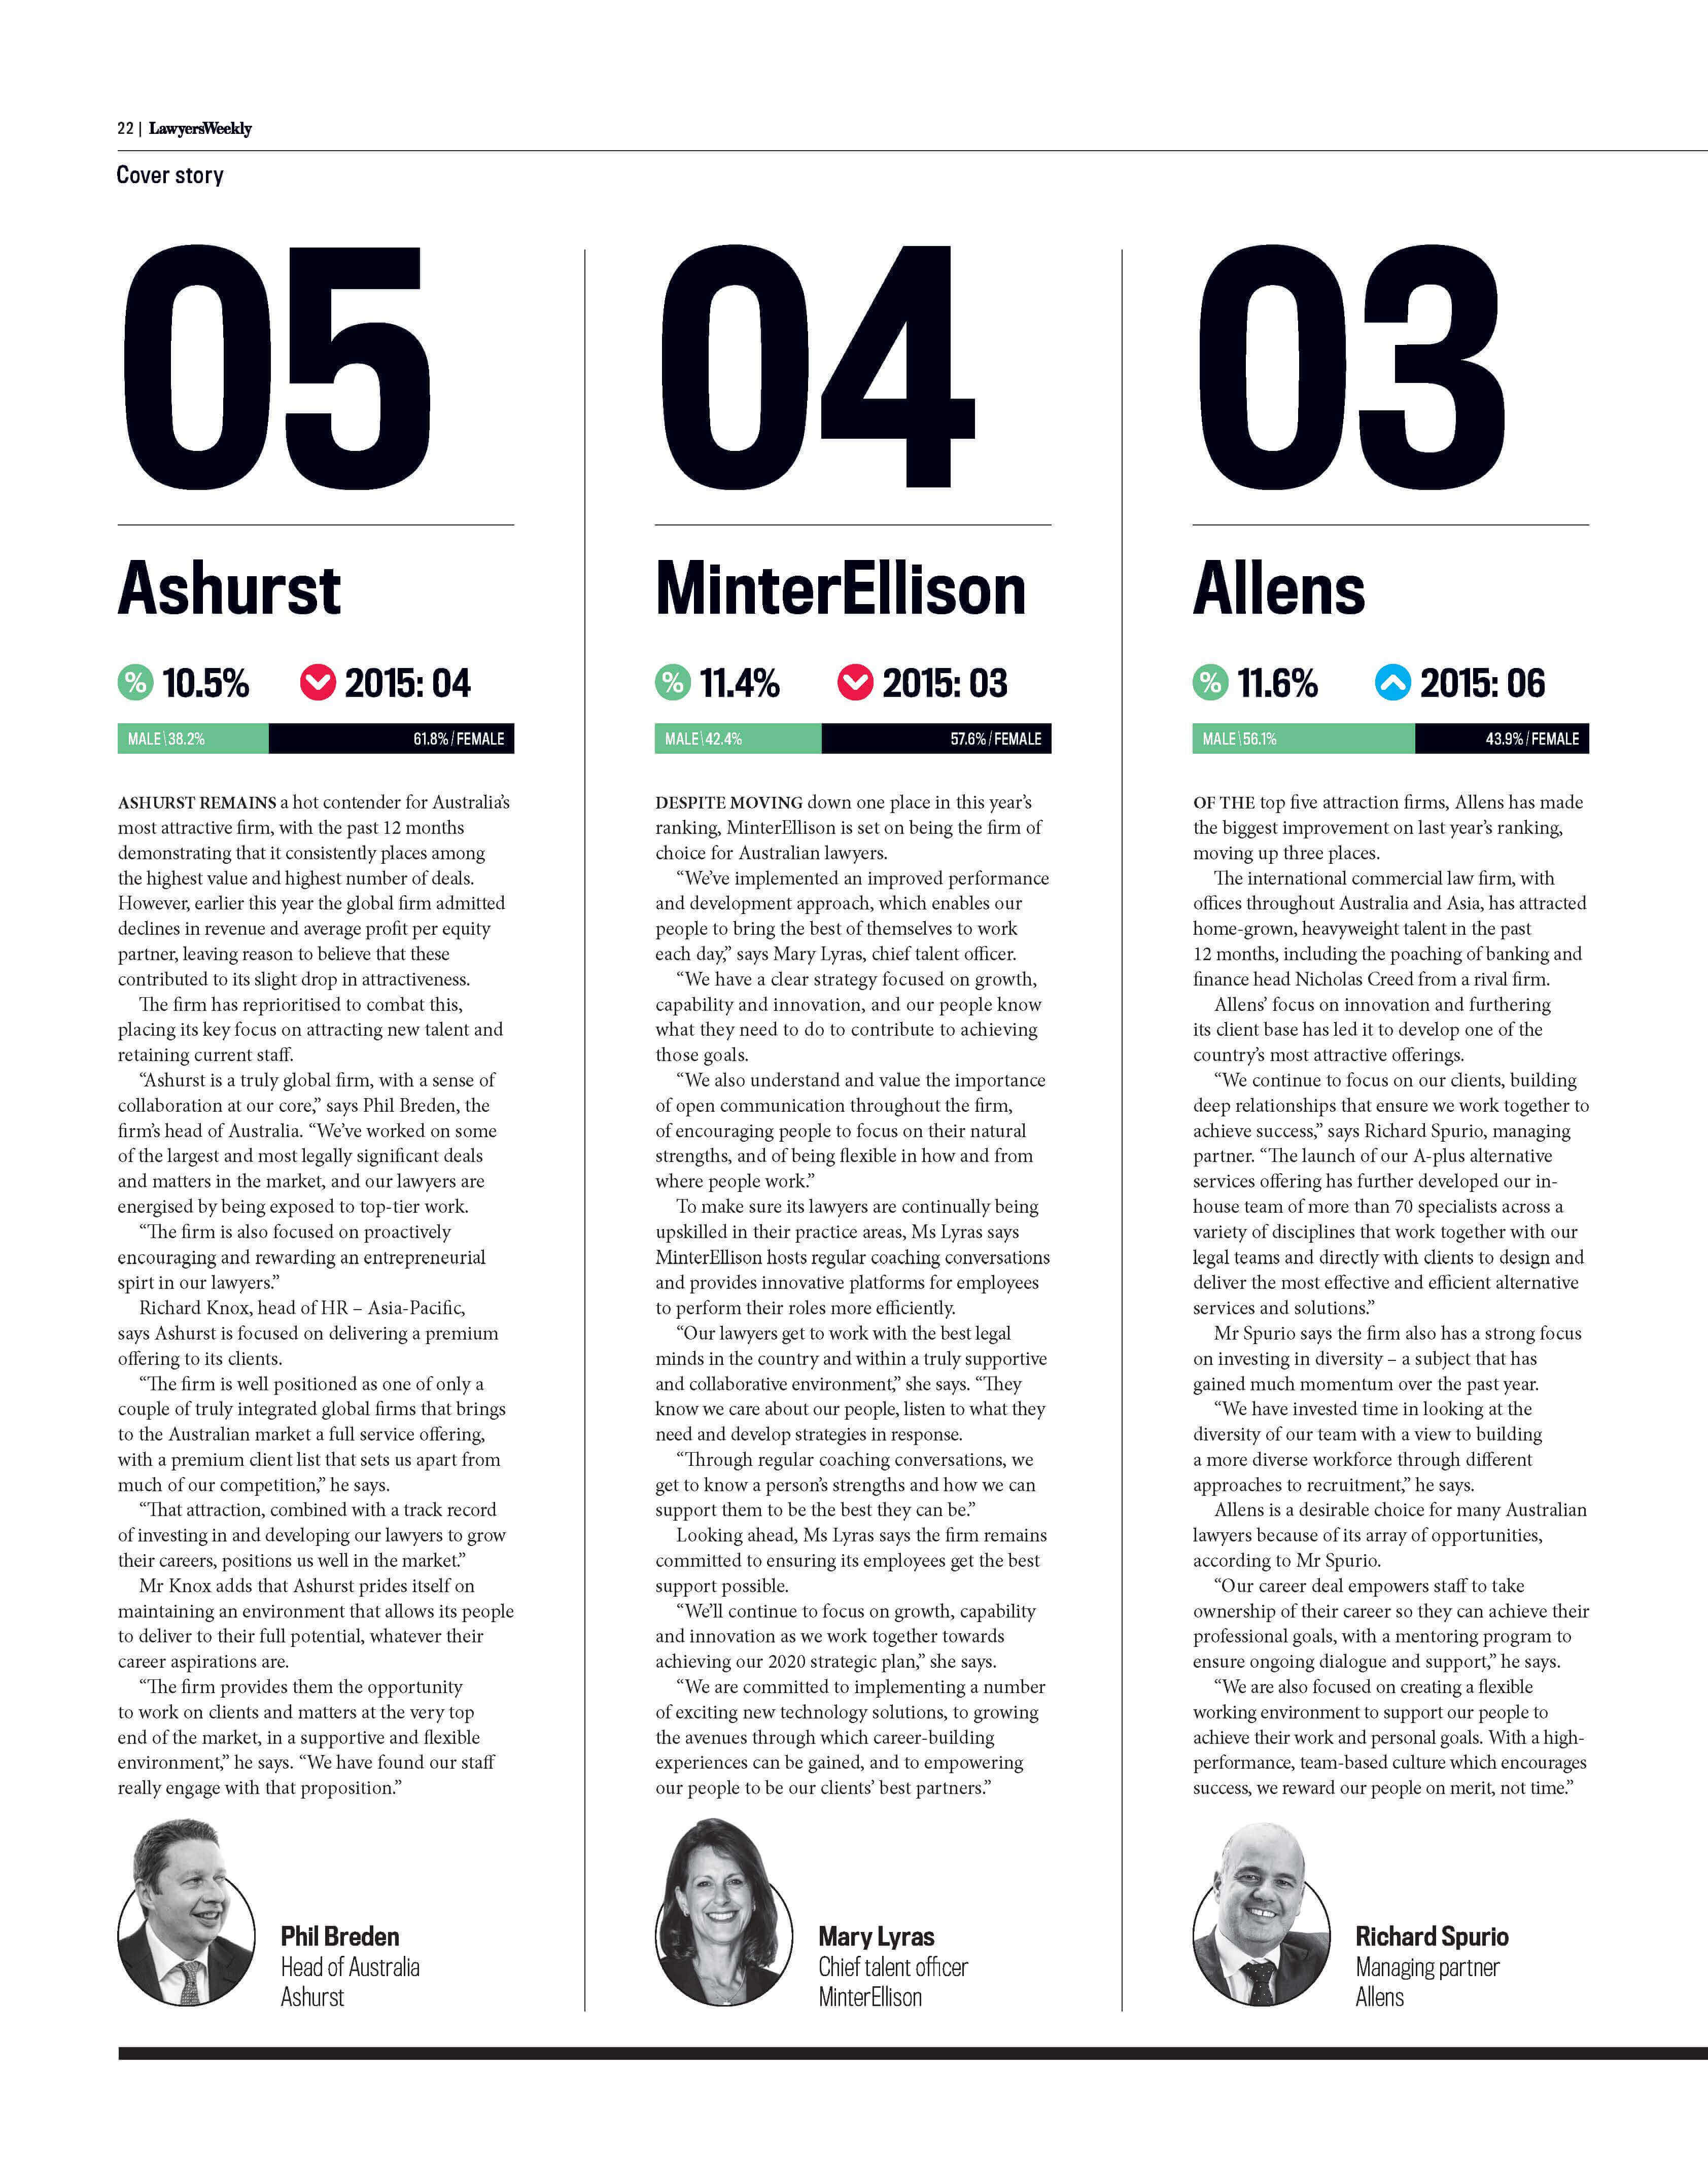 22 | LawyersWeekly
Cover story
05
Ashurst
% 10.5% 2015: 04
MALE \ 38.2% 61.8% / FEMALE
ASHURST REMAINS a hot contender for Australia's
most attractive firm, with the past 12 months
demonstrating that it consistently places among
the highest value and highest number of deals.
However, earlier this year the global firm admitted
declines in revenue and average profit per equity
partner, leaving reason to believe that these
contributed to its slight drop in attractiveness.
The firm has reprioritised to combat this,
placing its key focus on attracting new talent and
retaining current staff.
“Ashurst is a truly global firm, with a sense of
collaboration at our core,” says Phil Breden, the
firm's head of Australia. “We've worked on some
of the largest and most legally significant deals
and matters in the market, and our lawyers are
energised by being exposed to top-tier work.
“The firm is also focused on proactively
encouraging and rewarding an entrepreneurial
spirt in our lawyers.”
Richard Knox, head of HR – Asia-Pacific,
says Ashurst is focused on delivering a premium
offering to its clients.
“The firm is well positioned as one of only a
couple of truly integrated global firms that brings
to the Australian market a full service offering,
with a premium client list that sets us apart from
much of our competition,” he says.
“That attraction, combined with a track record
of investing in and developing our lawyers to grow
their careers, positions us well in the market.”
Mr Knox adds that Ashurst prides itself on
maintaining an environment that allows its people
to deliver to their full potential, whatever their
career aspirations are.
“The firm provides them the opportunity
to work on clients and matters at the very top
end of the market, in a supportive and flexible
environment,” he says. “We have found our staff
really engage with that proposition.”
Phil Breden
Head of Australia
Ashurst
04
MinterEllison
% 11.4% 2015: 03
MALE \ 42.4% 57.6% / FEMALE
DESPITE MOVING down one place in this year's
ranking, MinterEllison is set on being the firm of
choice for Australian lawyers.
“We've implemented an improved performance
and development approach, which enables our
people to bring the best of themselves to work
each day,” says Mary Lyras, chief talent officer.
“We have a clear strategy focused on growth,
capability and innovation, and our people know
what they need to do to contribute to achieving
those goals.
“We also understand and value the importance
of open communication throughout the firm,
of encouraging people to focus on their natural
strengths, and of being flexible in how and from
where people work.”
To make sure its lawyers are continually being
upskilled in their practice areas, Ms Lyras says
MinterEllison hosts regular coaching conversations
and provides innovative platforms for employees
to perform their roles more efficiently.
“Our lawyers get to work with the best legal
minds in the country and within a truly supportive
and collaborative environment,” she says. “They
know we care about our people, listen to what they
need and develop strategies in response.
“Through regular coaching conversations, we
get to know a person's strengths and how we can
support them to be the best they can be.”
Looking ahead, Ms Lyras says the firm remains
committed to ensuring its employees get the best
support possible.
“We'll continue to focus on growth, capability
and innovation as we work together towards
achieving our 2020 strategic plan,” she says.
“We are committed to implementing a number
of exciting new technology solutions, to growing
the avenues through which career-building
experiences can be gained, and to empowering
our people to be our clients' best partners.”
Mary Lyras
Chief talent officer
MinterEllison
03
Allens
% 11.6% 2015: 06
MALE \ 56.1% 43.9% / FEMALE
OF THE top five attraction firms, Allens has made
the biggest improvement on last year's ranking,
moving up three places.
The international commercial law firm, with
offices throughout Australia and Asia, has attracted
home-grown, heavyweight talent in the past
12 months, including the poaching of banking and
finance head Nicholas Creed from a rival firm.
Allens' focus on innovation and furthering
its client base has led it to develop one of the
country's most attractive offerings.
“We continue to focus on our clients, building
deep relationships that ensure we work together to
achieve success,” says Richard Spurio, managing
partner. “The launch of our A-plus alternative
services offering has further developed our in-
house team of more than 70 specialists across a
variety of disciplines that work together with our
legal teams and directly with clients to design and
deliver the most effective and efficient alternative
services and solutions.”
Mr Spurio says the firm also has a strong focus
on investing in diversity – a subject that has
gained much momentum over the past year.
“We have invested time in looking at the
diversity of our team with a view to building
a more diverse workforce through different
approaches to recruitment,” he says.
Allens is a desirable choice for many Australian
lawyers because of its array of opportunities,
according to Mr Spurio.
“Our career deal empowers staff to take
ownership of their career so they can achieve their
professional goals, with a mentoring program to
ensure ongoing dialogue and support,” he says.
“We are also focused on creating a flexible
working environment to support our people to
achieve their work and personal goals. With a high-
performance, team-based culture which encourages
success, we reward our people on merit, not time.”
Richard Spurio
Managing partner
Allens